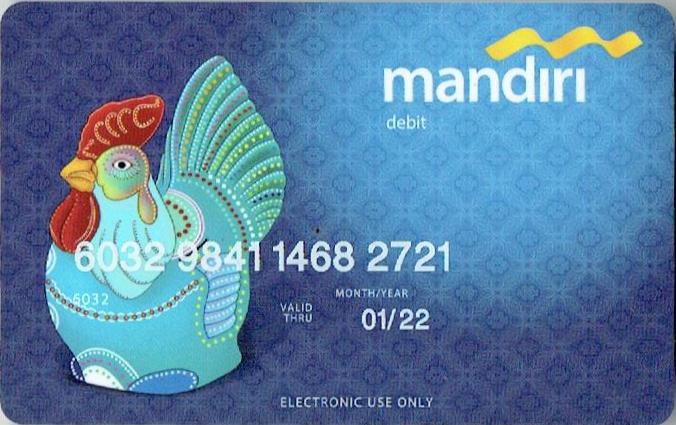 mandiri
debit
6032 9841 1468 2721
6032
MONTH/YEAR
VALID
THRU
01/22
ELECTRONIC USE ONLY